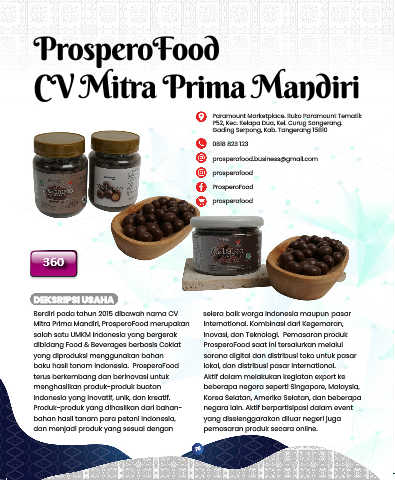 ProsperoFood
CV Mitra Prima Mandiri
Paramount Marketplace. Ruko Paramount Tematik
P52, Kec. Kelapa Dua, Kel. Curug Sangereng.
Gading Serpong, Kab. Tangerang 15810
0818 823 123
prosperofood.business@gmail.com
prosperofood
ProsperoFood
prosperofood
360
DEKSRIPSI USAHA
Berdiri pada tahun 2015 dibawah nama CV
Mitra Prima Mandiri, ProsperoFood merupakan
salah satu UMKM Indonesia yang bergerak
dibidang Food & Beverages berbasis Coklat
yang diproduksi menggunakan bahan
baku hasil tanam Indonesia. ProsperoFood
terus berkembang dan berinovasi untuk
menghasilkan produk-produk buatan
Indonesia yang inovatif, unik, dan kreatif.
Produk-produk yang dihasilkan dari bahan-
bahan hasil tanam para petani Indonesia,
dan menjadi produk yang sesuai dengan
selera baik warga Indonesia maupun pasar
International. Kombinasi dari Kegemaran,
Inovasi, dan Teknologi. Pemasaran produk
ProsperoFood saat ini tersalurkan melalui
sarana digital dan distribusi toko untuk pasar
lokal, dan distribusi pasar International.
Aktif dalam melakukan kegiatan export ke
beberapa negara seperti Singapore, Malaysia,
Korea Selatan, Amerika Selatan, dan beberapa
negara lain. Aktif berpartisipasi dalam event
yang diselenggarakan diluar negeri juga
pemasaran produk secara online.